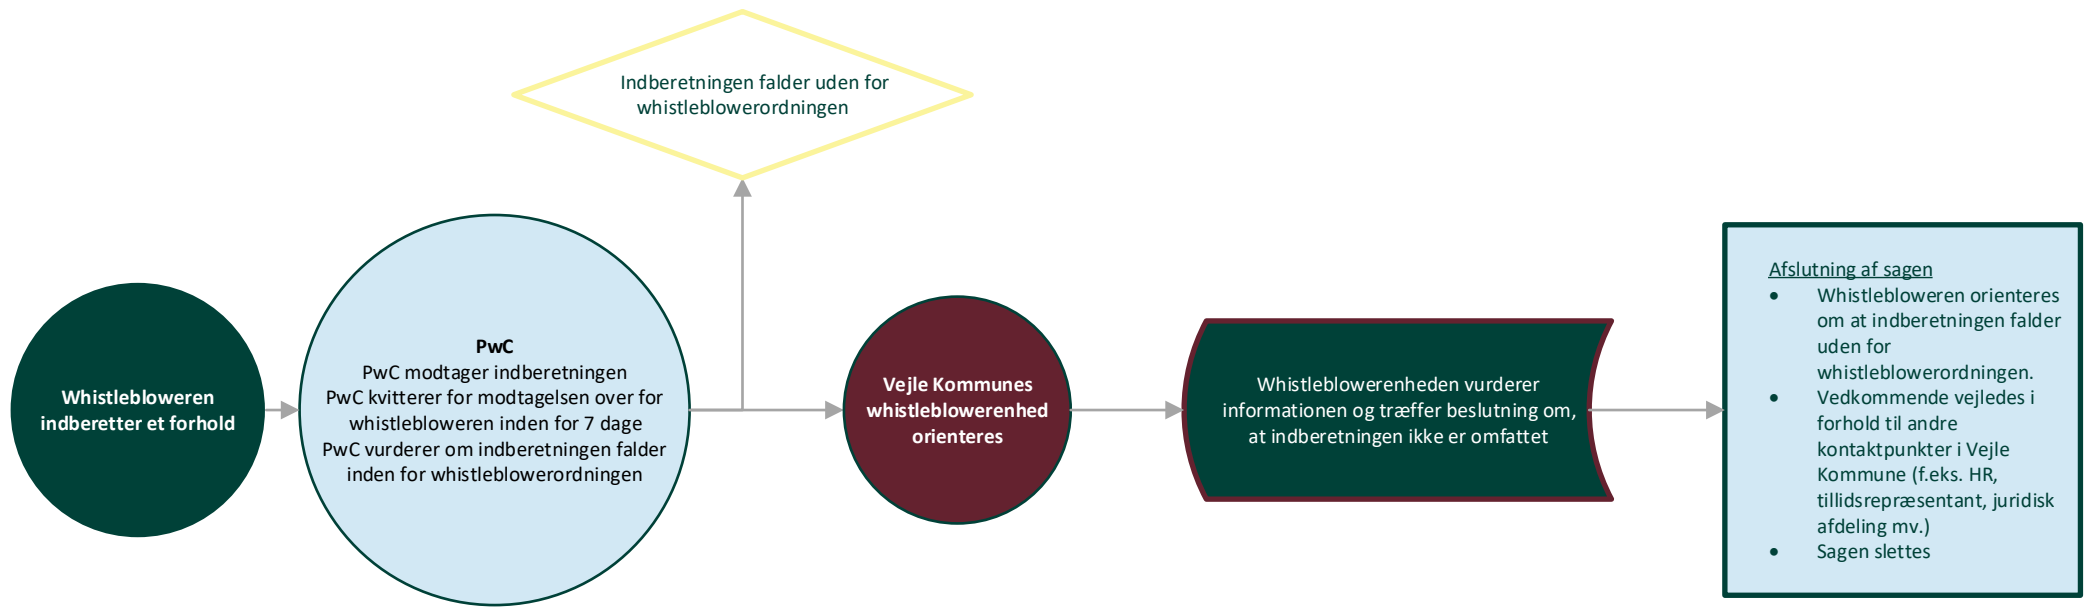 Indberetningen falder uden for
whistleblowerordningen
Whistlebloweren
indberetter et forhold
PwC
PwC modtager indberetningen
PwC kvitterer for modtagelsen over for
whistlebloweren inden for 7 dage
PwC vurderer om indberetningen falder
inden for whistleblowerordningen
Vejle Kommunes
whistleblowerenhed
orienteres
Whistleblowerenheden vurderer
informationen og træffer beslutning om,
at indberetningen ikke er omfattet
Afslutning af sagen
• Whistlebloweren orienteres
om at indberetningen falder
uden for
whistleblowerordningen.
• Vedkommende vejledes i
forhold til andre
kontaktpunkter i Vejle
Kommune (f.eks. HR,
tillidsrepræsentant, juridisk
afdeling mv.)
• Sagen slettes